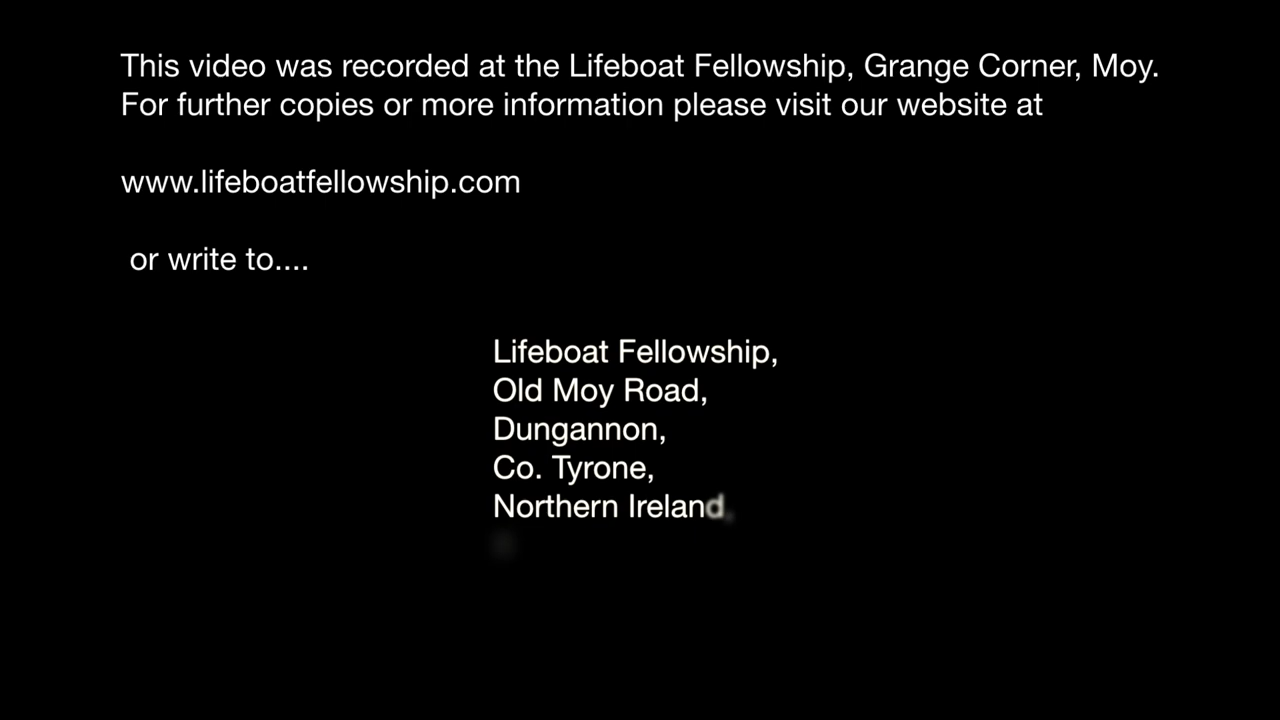 This video was recorded at the Lifeboat Fellowship, Grange Corner, Moy.
For further copies or more information please visit our website at
www.lifeboatfellowship.com
or write to....
Lifeboat Fellowship,
Old Moy Road,
Dungannon,
Co. Tyrone,
Northern Ireland,